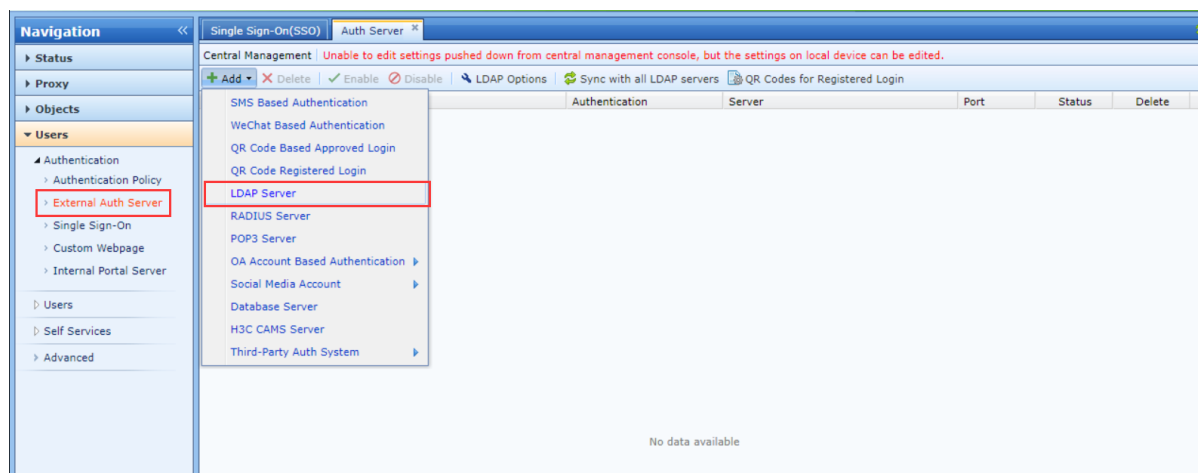 Navigation
Single Sign-On(SSO) Auth Server
Status
Central Management Unable to edit settings pushed down from central management console, but the settings on local device can be edited.
Proxy
Add Delete Enable Disable LDAP Options Sync with all LDAP servers QR Codes for Registered Login
Objects
Authentication Server Port Status Delete
Users
Authentication
Authentication Policy
External Auth Server
Single Sign-On
Custom Webpage
Internal Portal Server
Users
Self Services
Advanced
SMS Based Authentication
WeChat Based Authentication
QR Code Based Approved Login
QR Code Registered Login
LDAP Server
RADIUS Server
POP3 Server
OA Account Based Authentication
Social Media Account
Database Server
H3C CAMS Server
Third-Party Auth System
No data available